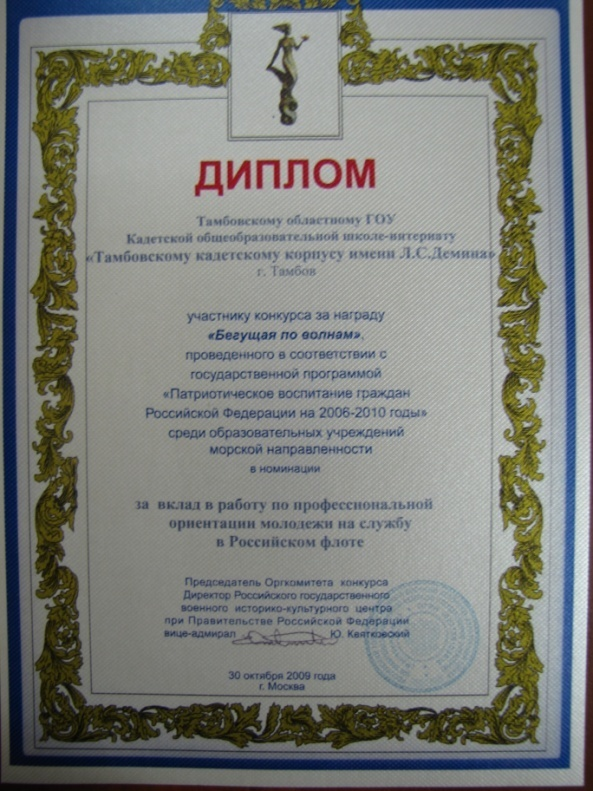 ДИПЛОМ
Тамбовскому областному ГОУ
Кадетской общеобразовательной школе-интернату
«Тамбовскому кадетскому корпусу имени Л.С.Демина»
г. Тамбов
участнику конкурса за награду
«Бегущая по волнам»,
проведенного в соответствии с
государственной программой
«Патриотическое воспитание граждан
Российской Федерации на 2006-2010 годы»
среди образовательных учреждений
морской направленности
в номинации
за вклад в работу по профессиональной
ориентации молодежи на службу
в Российском флоте
Председатель Оргкомитета конкурса
Директор Российского государственного
военного историко-культурного центра
при Правительстве Российской Федерации
вице-адмирал Ю. Квятковский
30 октября 2009 года
г. Москва